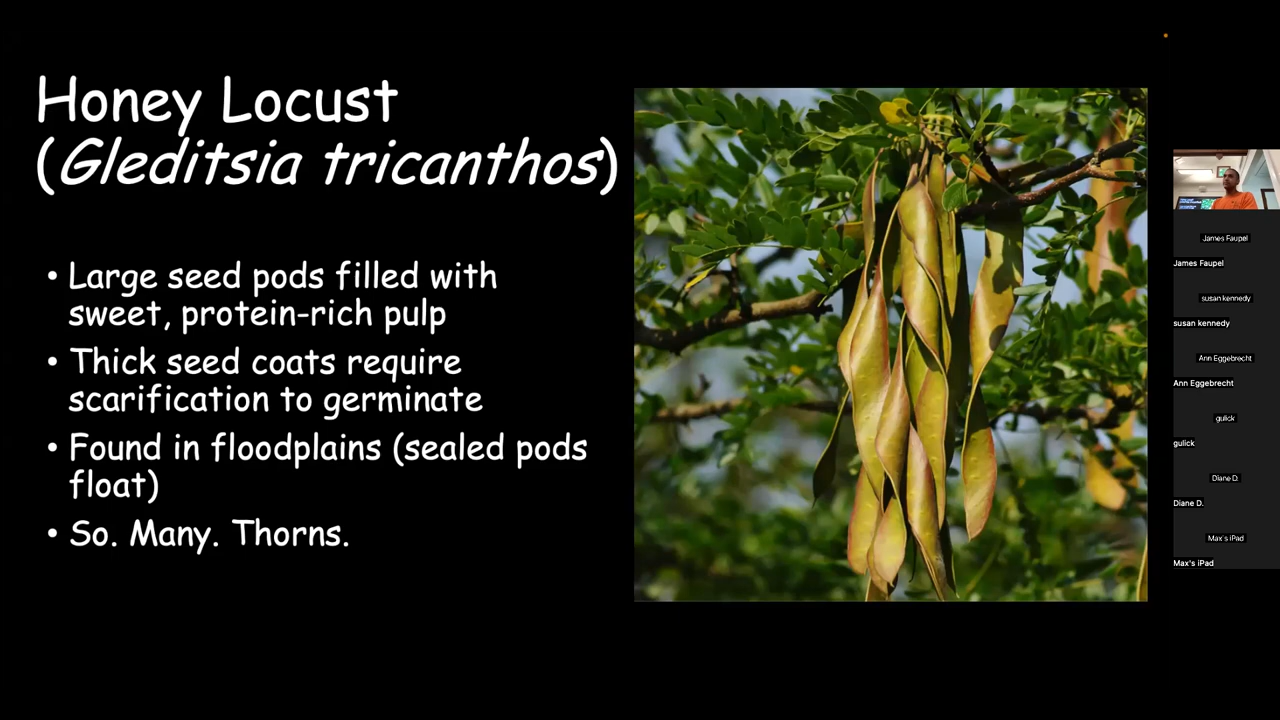 Honey Locust
(Gleditsia tricanthos)
• Large seed pods filled with
sweet, protein-rich pulp
• Thick seed coats require
scarification to germinate
• Found in floodplains (sealed pods
float)
• So. Many. Thorns.
James Faupel
James Faupel
susan kennedy
susan kennedy
Ann Eggebrecht
Ann Eggebrecht
gulick
gulick
Diane D.
Diane D.
Max's iPad
Max's iPad